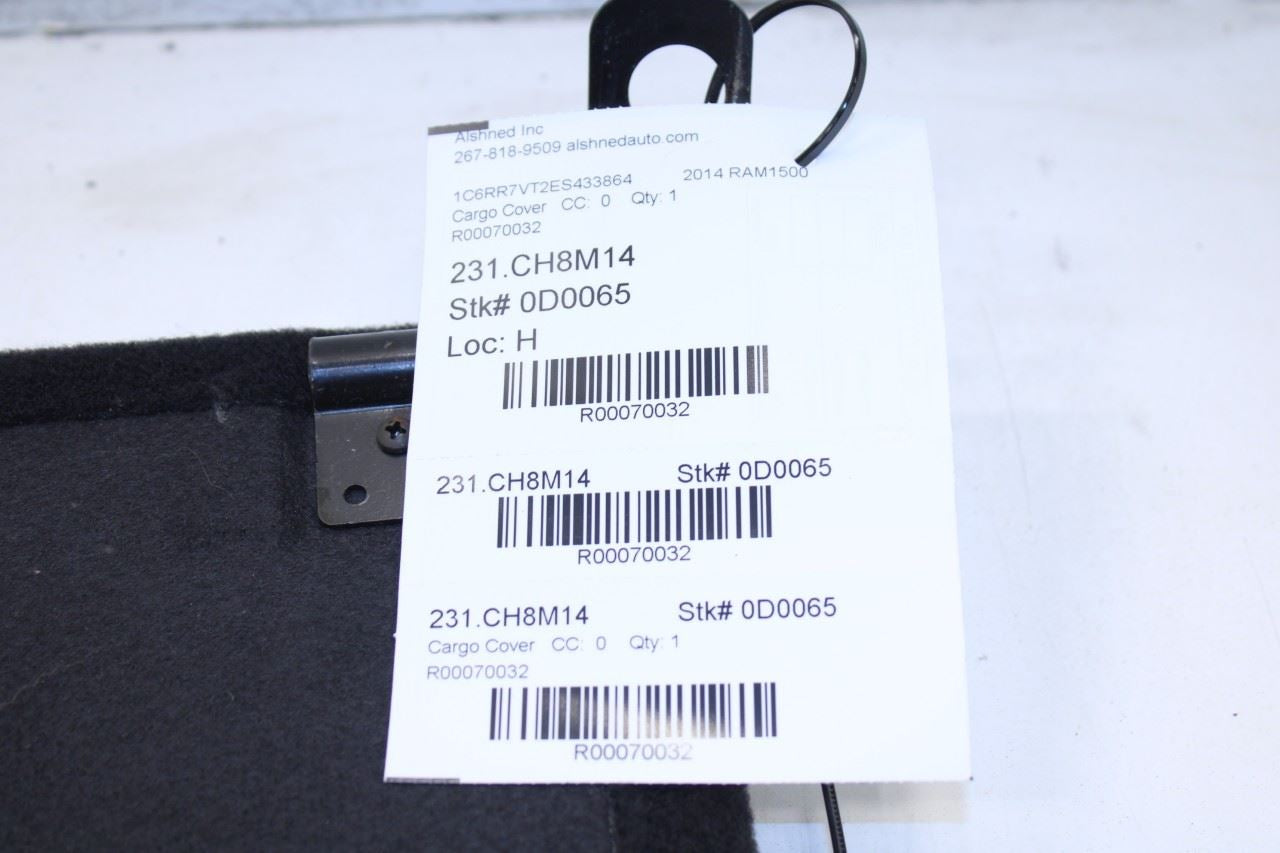 Alshned Inc
267-818-9509 alshnedauto.com
1C6RR7VT2ES433864 2014 RAM1500
Cargo Cover CC: 0 Qty: 1
R00070032
231.CH8M14
Stk# 0D0065
Loc: H
R00070032
231.CH8M14 Stk# 0D0065
R00070032
231.CH8M14 Stk# 0D0065
Cargo Cover CC: 0 Qty: 1
R00070032
R00070032